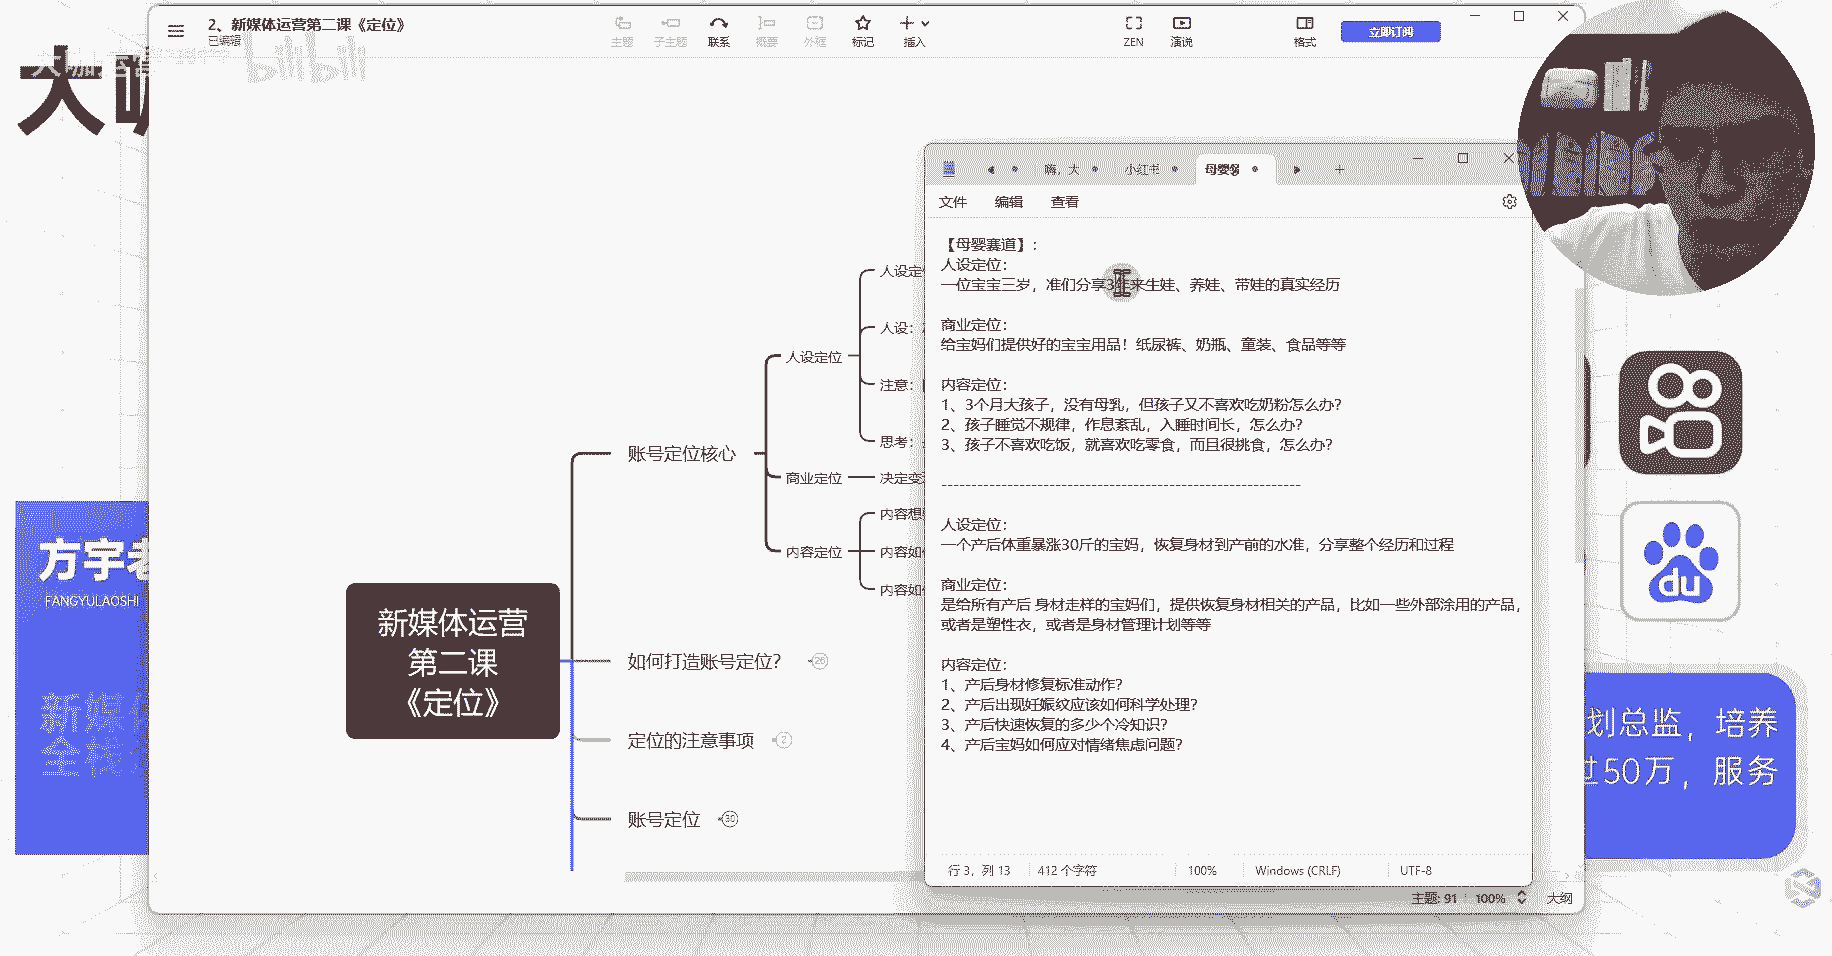 2、新媒体运营第二课《定位》
已编辑
主题
子主题
联系
概要
外框
标记
插入
ZEN
演说
格式
立即订阅
bilibili
大咖
嗨，大
小红书
文件
编辑
查看
【母婴赛道】：
人设定位：
一位宝宝三岁，准们分享3年来生娃、养娃、带娃的真实经历
商业定位：
给宝妈们提供好的宝宝用品！纸尿裤、奶瓶、童装、食品等等
内容定位：
1、3个月大孩子，没有母乳，但孩子又不喜欢吃奶粉怎么办？
2、孩子睡觉不规律，作息紊乱，入睡时间长，怎么办？
3、孩子不喜欢吃饭，就喜欢吃零食，而且很挑食，怎么办？
------------------------------------------------------------
人设定位：
一个产后体重暴涨30斤的宝妈，恢复身材到产前的水准，分享整个经历和过程
商业定位：
是给所有产后 身材走样的宝妈们，提供恢复身材相关的产品，比如一些外部涂用的产品，
或者是塑性衣，或者是身材管理计划等等
内容定位：
1、产后身材修复标准动作？
2、产后出现妊娠纹应该如何科学处理？
3、产后快速恢复的多少个冷知识？
4、产后宝妈如何应对情绪焦虑问题？
行 3，列 13
412 个字符
100%
Windows (CRLF)
UTF-8
人设定
人设：
注意：
思考：
人设定位
商业定位
决定变
内容定位
内容想
内容如
内容如
账号定位核心
新媒体运营
第二课
《定位》
如何打造账号定位？
26
定位的注意事项
2
账号定位
30
方宇老
FANGYULAOSHI
新媒体
全栈
du
划总监，培养
过50万，服务
主题: 91
100%
大纲